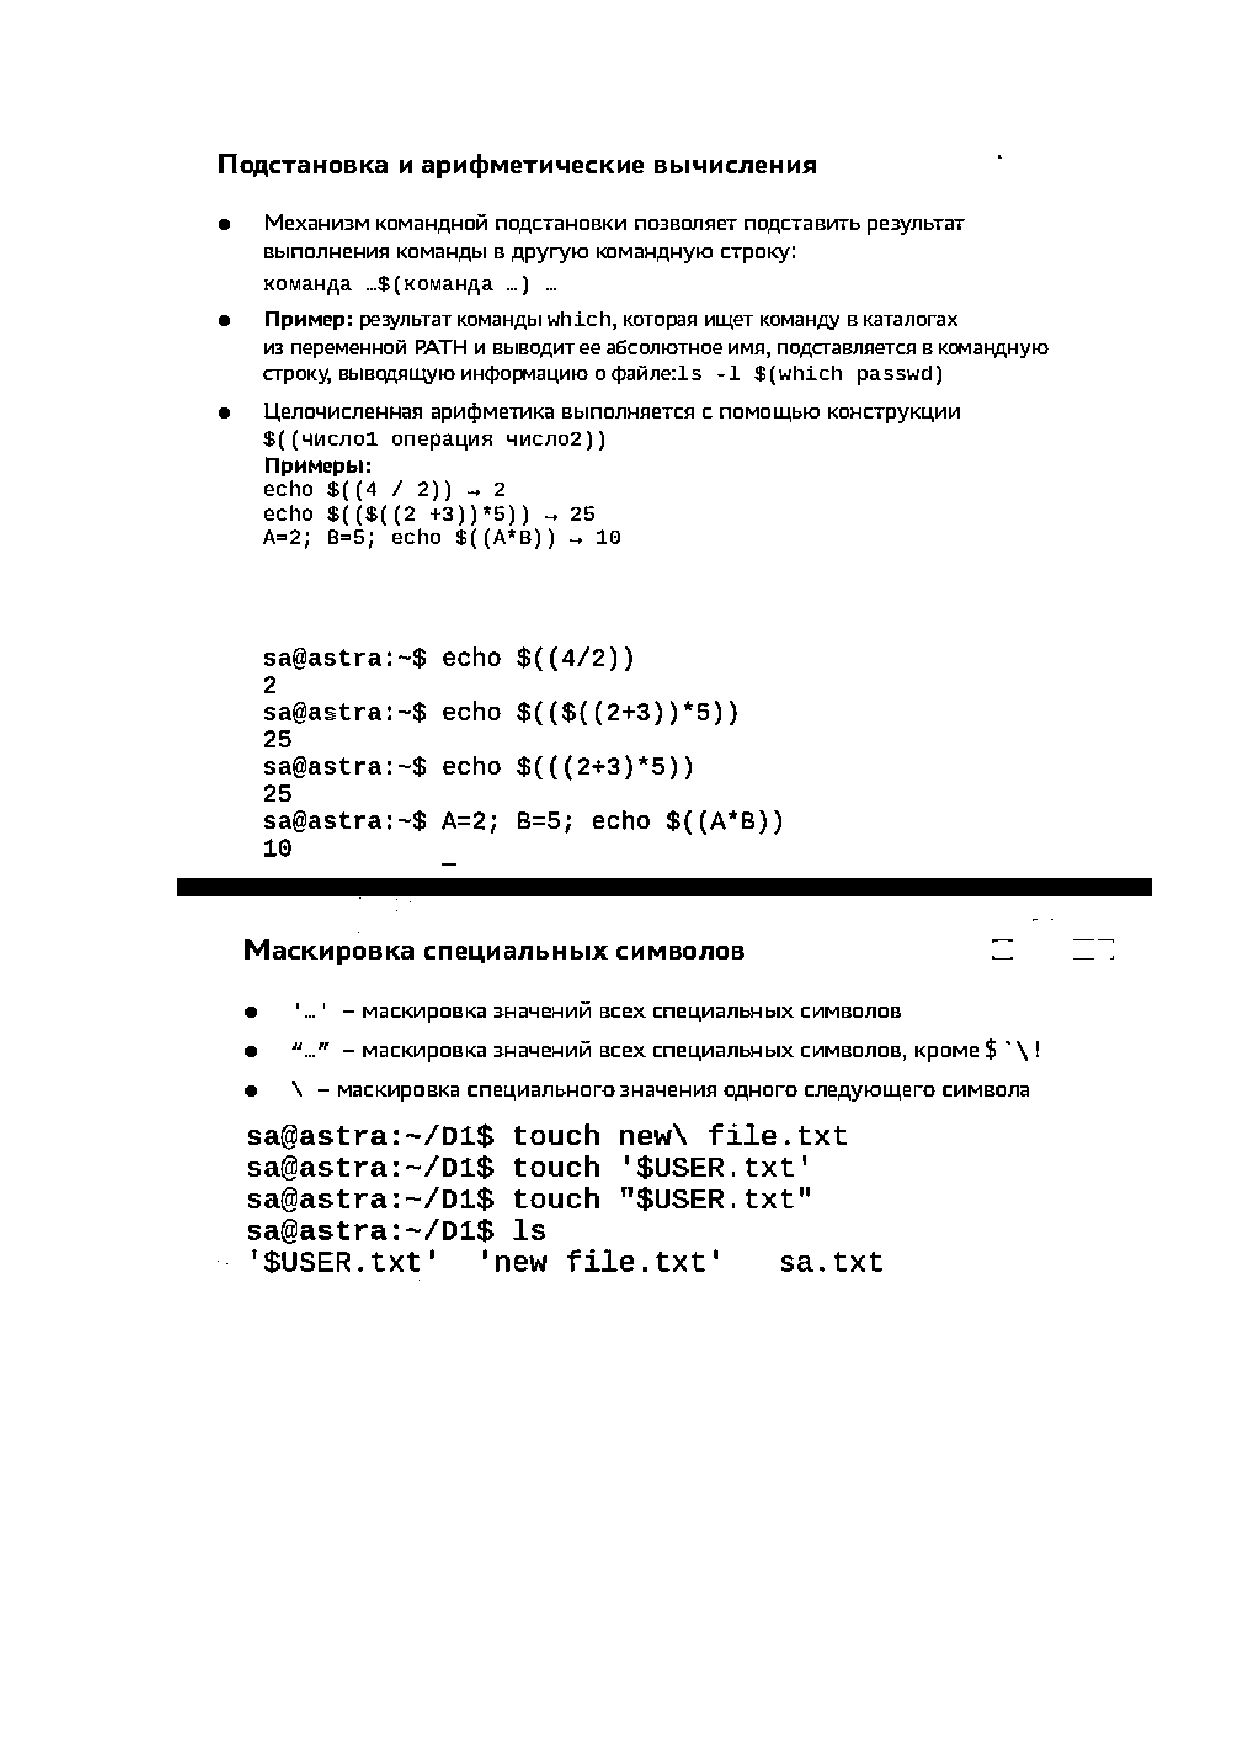 Подстановка и арифметические вычисления
● Механизм командной подстановки позволяет подставить результат
выполнения команды в другую командную строку:
команда …$(команда …) …
● Пример: результат команды which, которая ищет команду в каталогах
из переменной PATH и выводит ее абсолютное имя, подставляется в командную
строку, выводящую информацию о файле:ls -l $(which passwd)
● Целочисленная арифметика выполняется с помощью конструкции
$((число1 операция число2))
Примеры:
echo $((4 / 2)) → 2
echo $(($((2 +3))*5)) → 25
A=2; B=5; echo $((A*B)) → 10
sa@astra:~$ echo $((4/2))
2
sa@astra:~$ echo $(($((2+3))*5))
25
sa@astra:~$ echo $(((2+3)*5))
25
sa@astra:~$ A=2; B=5; echo $((A*B))
10
Маскировка специальных символов
● '…' – маскировка значений всех специальных символов
● “…” – маскировка значений всех специальных символов, кроме $ ` \ !
● \ – маскировка специального значения одного следующего символа
sa@astra:~/D1$ touch new\ file.txt
sa@astra:~/D1$ touch '$USER.txt'
sa@astra:~/D1$ touch "$USER.txt"
sa@astra:~/D1$ ls
'$USER.txt' 'new file.txt' sa.txt